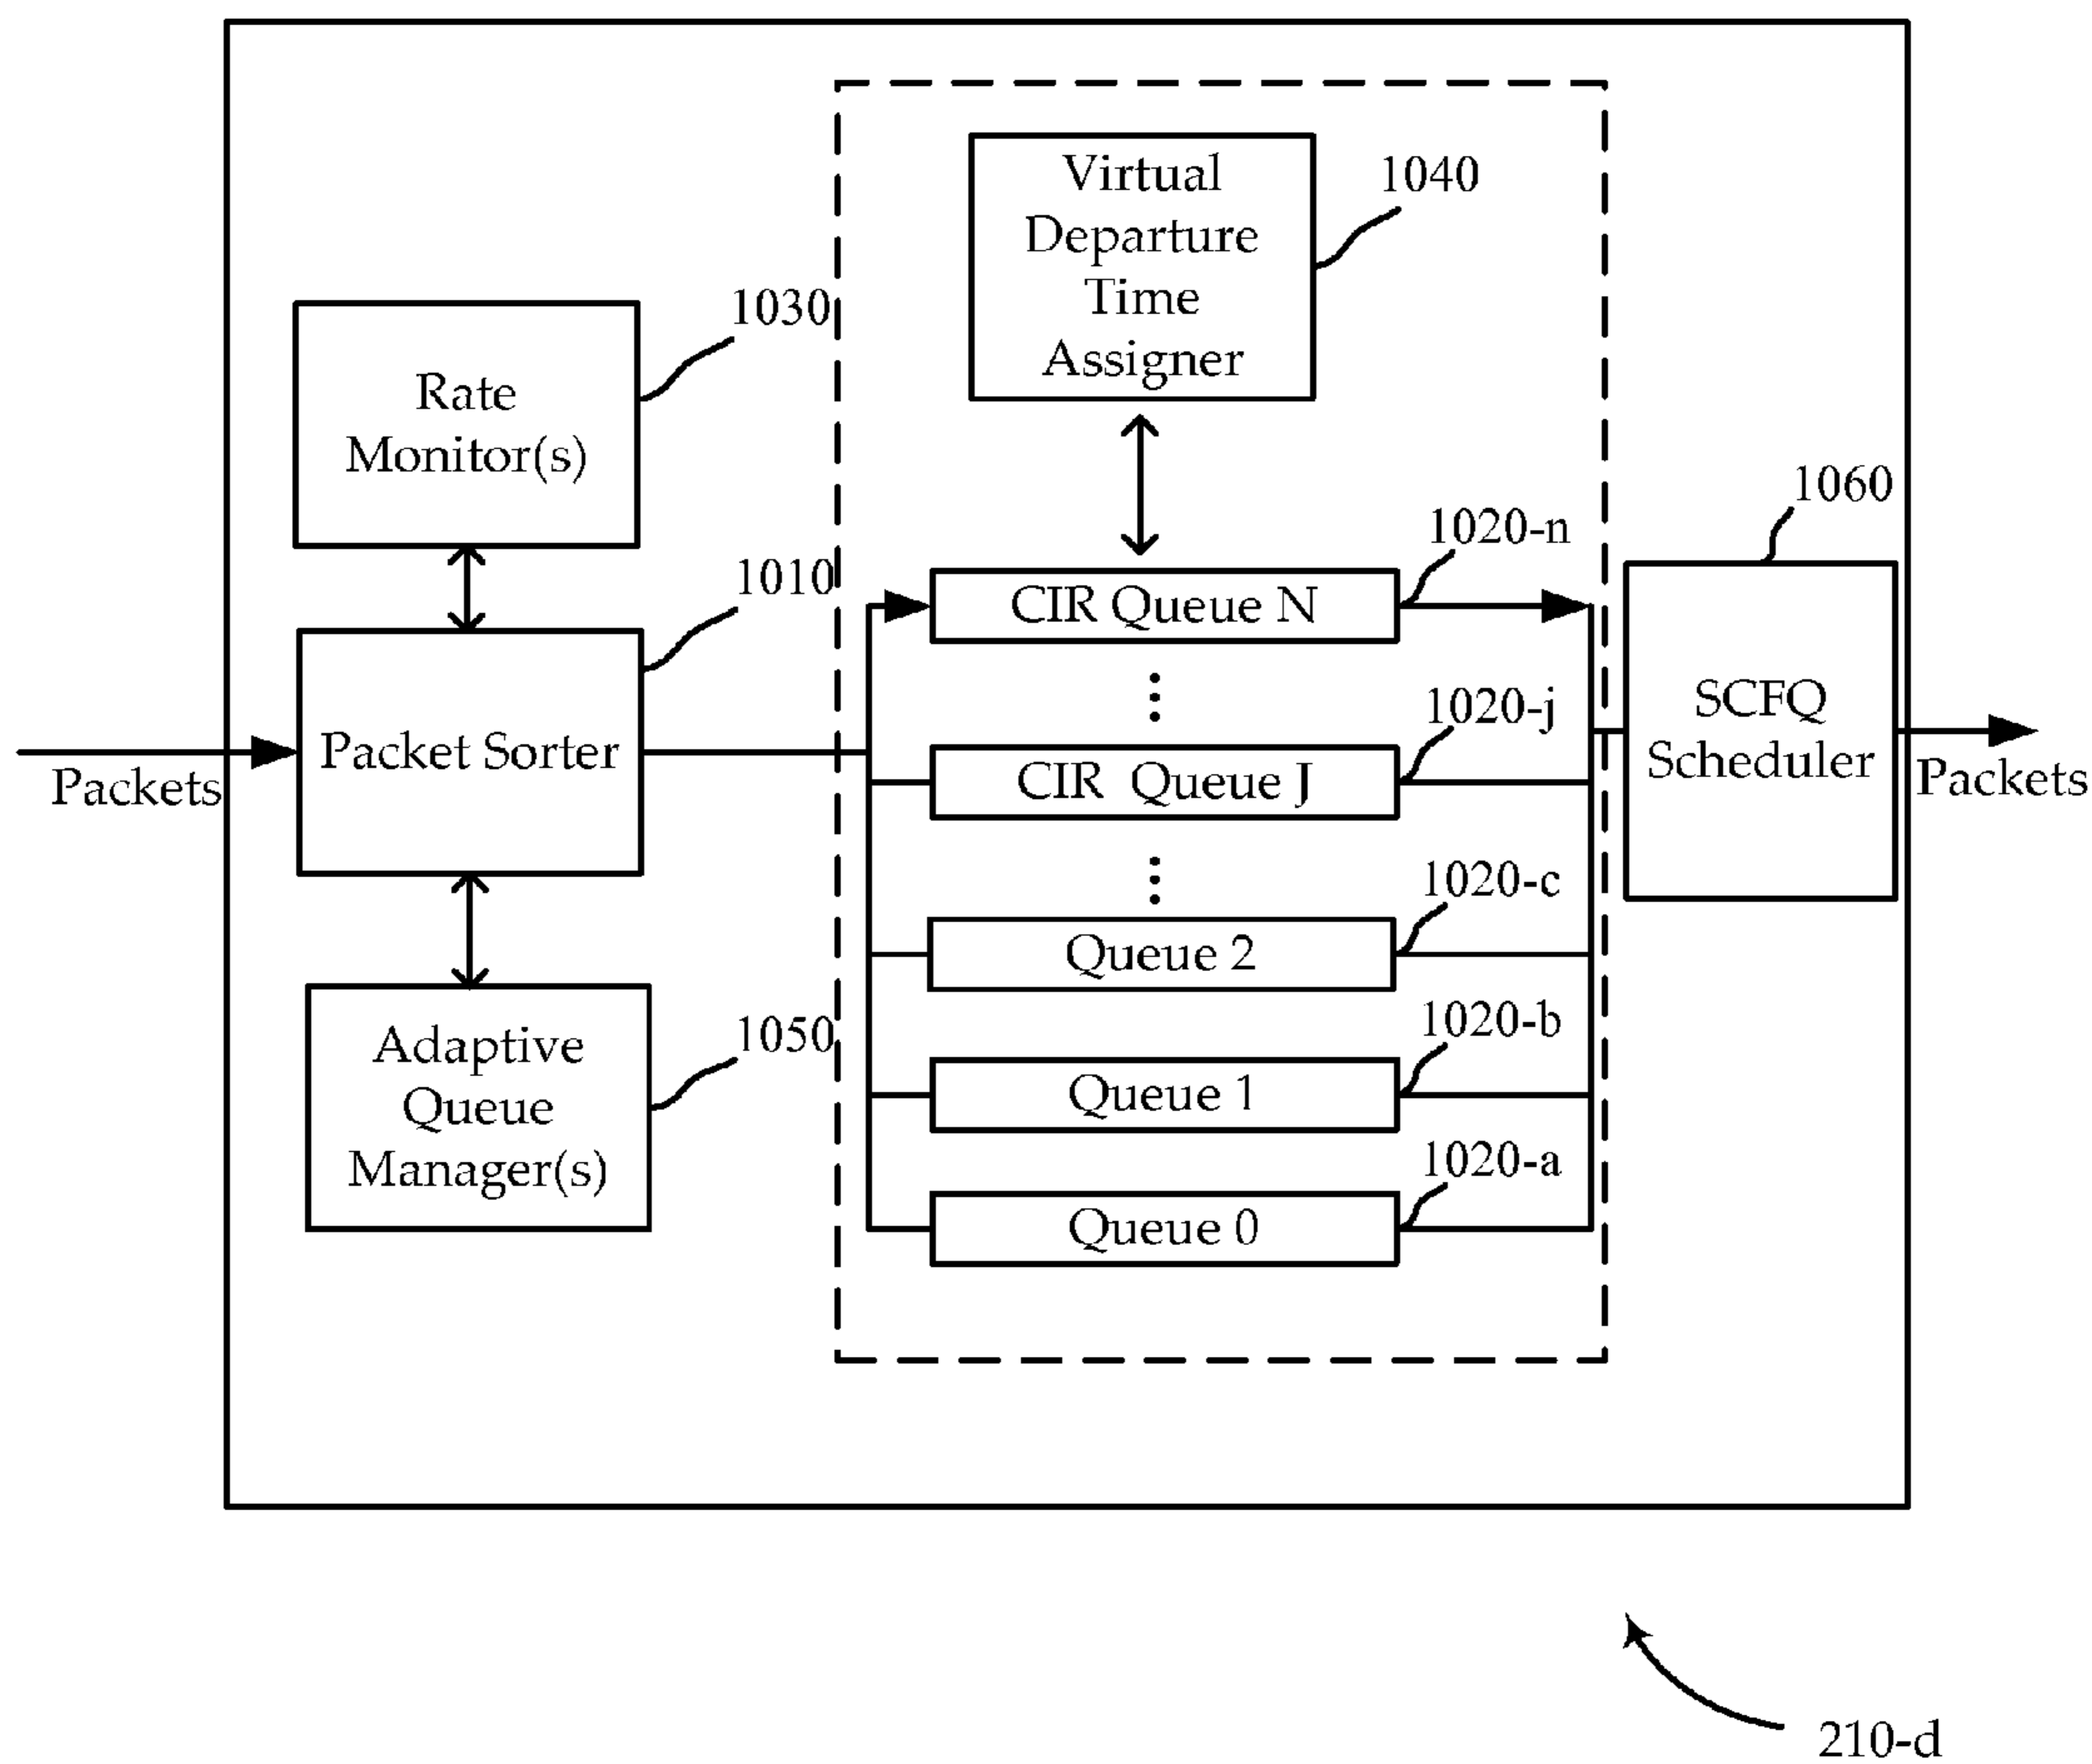 Virtual
Departure
Time
Assigner
1040
1030
Rate
Monitor(s)
1060
1020-n
1010
CIR Queue N
1020-j
SCFQ
Scheduler
Packet Sorter
CIR Queue J
Packets
Packets
1020-c
Queue 2
1020-b
1050
Adaptive
Queue
Manager(s)
Queue 1
1020-a
Queue 0
210-d